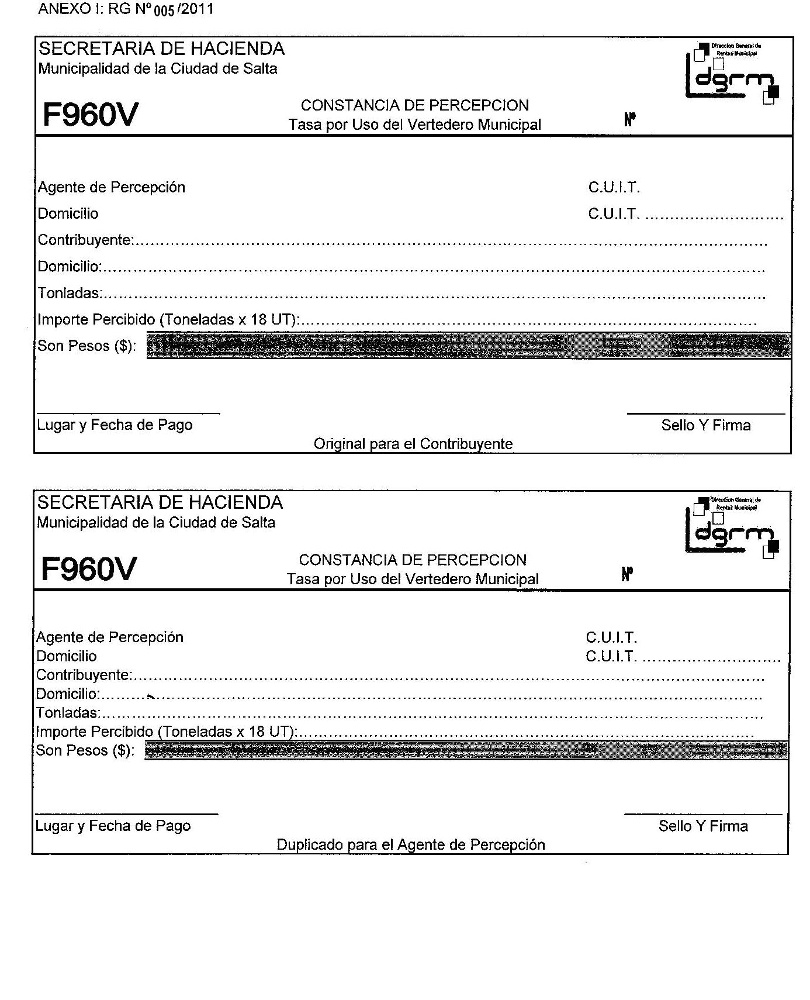 ANEXO I: RG Nº 005/2011
SECRETARIA DE HACIENDA
Municipalidad de la Ciudad de Salta
Direccion General de
Rentas Municipal
dgrm
F960V
CONSTANCIA DE PERCEPCION
Tasa por Uso del Vertedero Municipal
Nº
Agente de Percepción C.U.I.T.
Domicilio C.U.I.T. ............................
Contribuyente:................................................................
Domicilio:................................................................
Tonladas:................................................................
Importe Percibido (Toneladas x 18 UT):................................................................
Son Pesos ($):
Lugar y Fecha de Pago Sello Y Firma
Original para el Contribuyente
SECRETARIA DE HACIENDA
Municipalidad de la Ciudad de Salta
Direccion General de
Rentas Municipal
dgrm
F960V
CONSTANCIA DE PERCEPCION
Tasa por Uso del Vertedero Municipal
Nº
Agente de Percepción C.U.I.T.
Domicilio C.U.I.T. ............................
Contribuyente:................................................................
Domicilio:................................................................
Tonladas:................................................................
Importe Percibido (Toneladas x 18 UT):................................................................
Son Pesos ($):
Lugar y Fecha de Pago Sello Y Firma
Duplicado para el Agente de Percepción